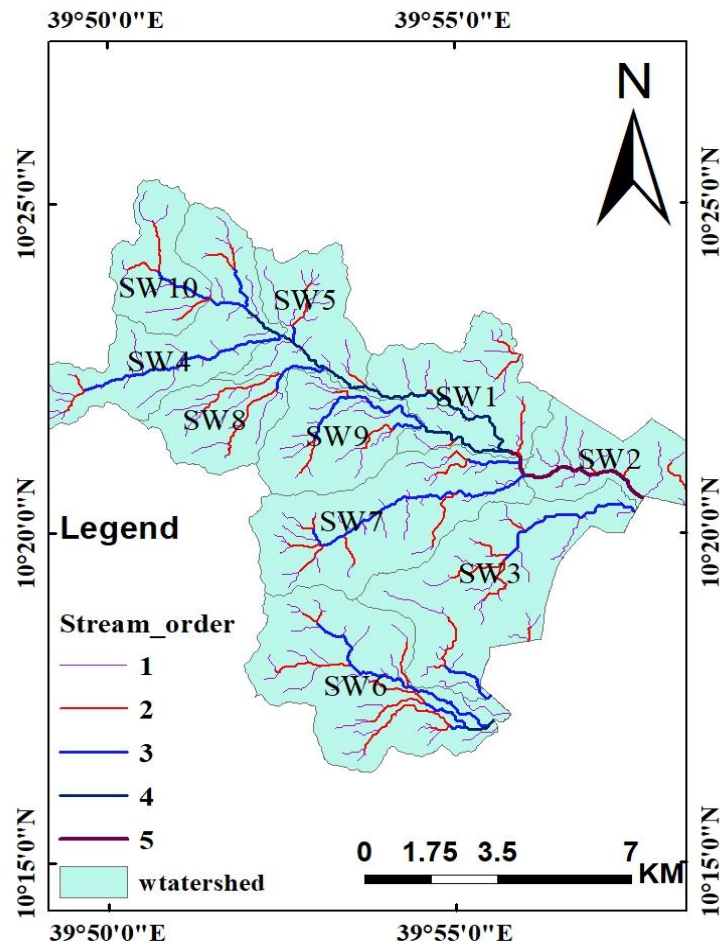 39°50'0"E 39°55'0"E
N
10°25'0"N 10°25'0"N
SW10 SW5
SW4 SW1
SW8 SW9
SW2
10°20'0"N 10°20'0"N
SW7
SW3
SW6
Legend
Stream_order
1
2
3
4
5
wtatershed
0 1.75 3.5 7
KM
10°15'0"N 10°15'0"N
39°50'0"E 39°55'0"E